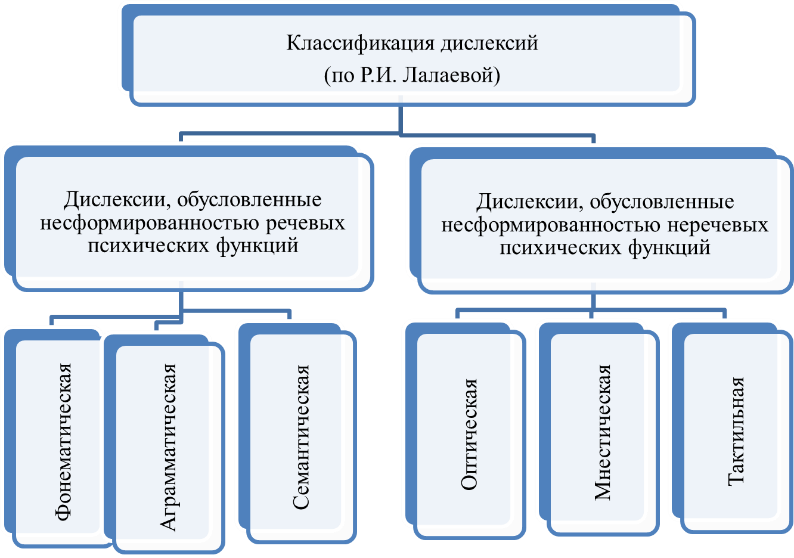 Классификация дислексий
(по Р.И. Лалаевой)
Дислексии, обусловленные
несформированностью речевых
психических функций
Дислексии, обусловленные
несформированностью неречевых
психических функций
Фонематическая
Аграмматическая
Семантическая
Оптическая
Мнестическая
Тактильная